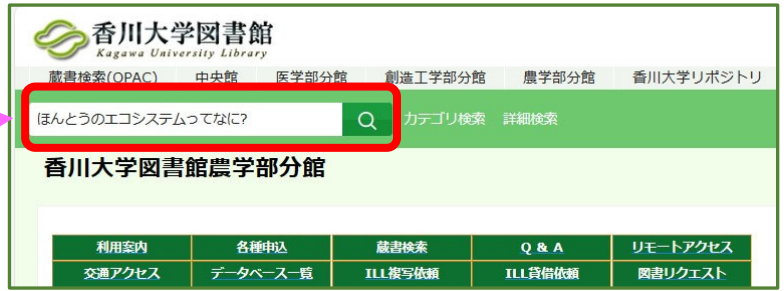 香川大学図書館
Kagawa University Library
蔵書検索(OPAC) 中央館 医学部分館 創造工学部分館 農学部分館 香川大学リポジトリ
ほんとうのエコシステムってなに? カテゴリ検索 詳細検索
香川大学図書館農学部分館
利用案内 各種申込 蔵書検索 Q & A リモートアクセス
交通アクセス データベース一覧 ILL複写依頼 ILL貸借依頼 図書リクエスト